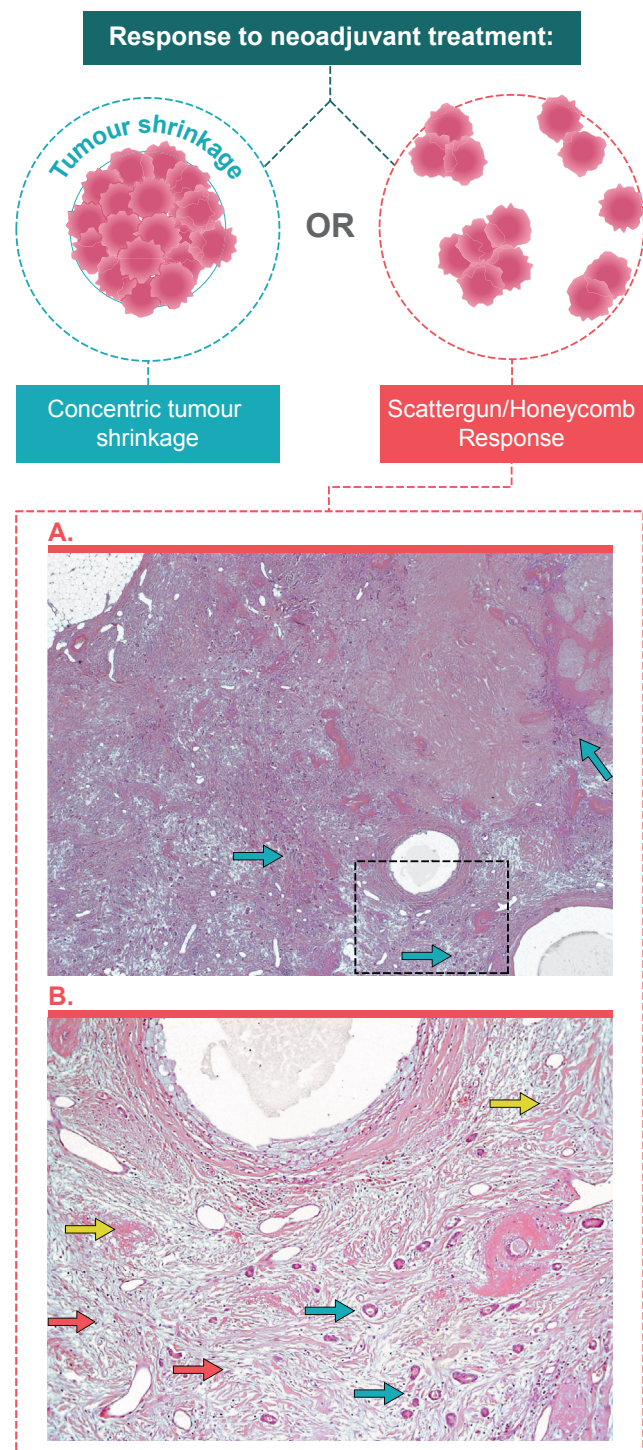 Response to neoadjuvant treatment:
Tumour shrinkage
OR
Concentric tumour
shrinkage
Scattergun/Honeycomb
Response
A.
B.